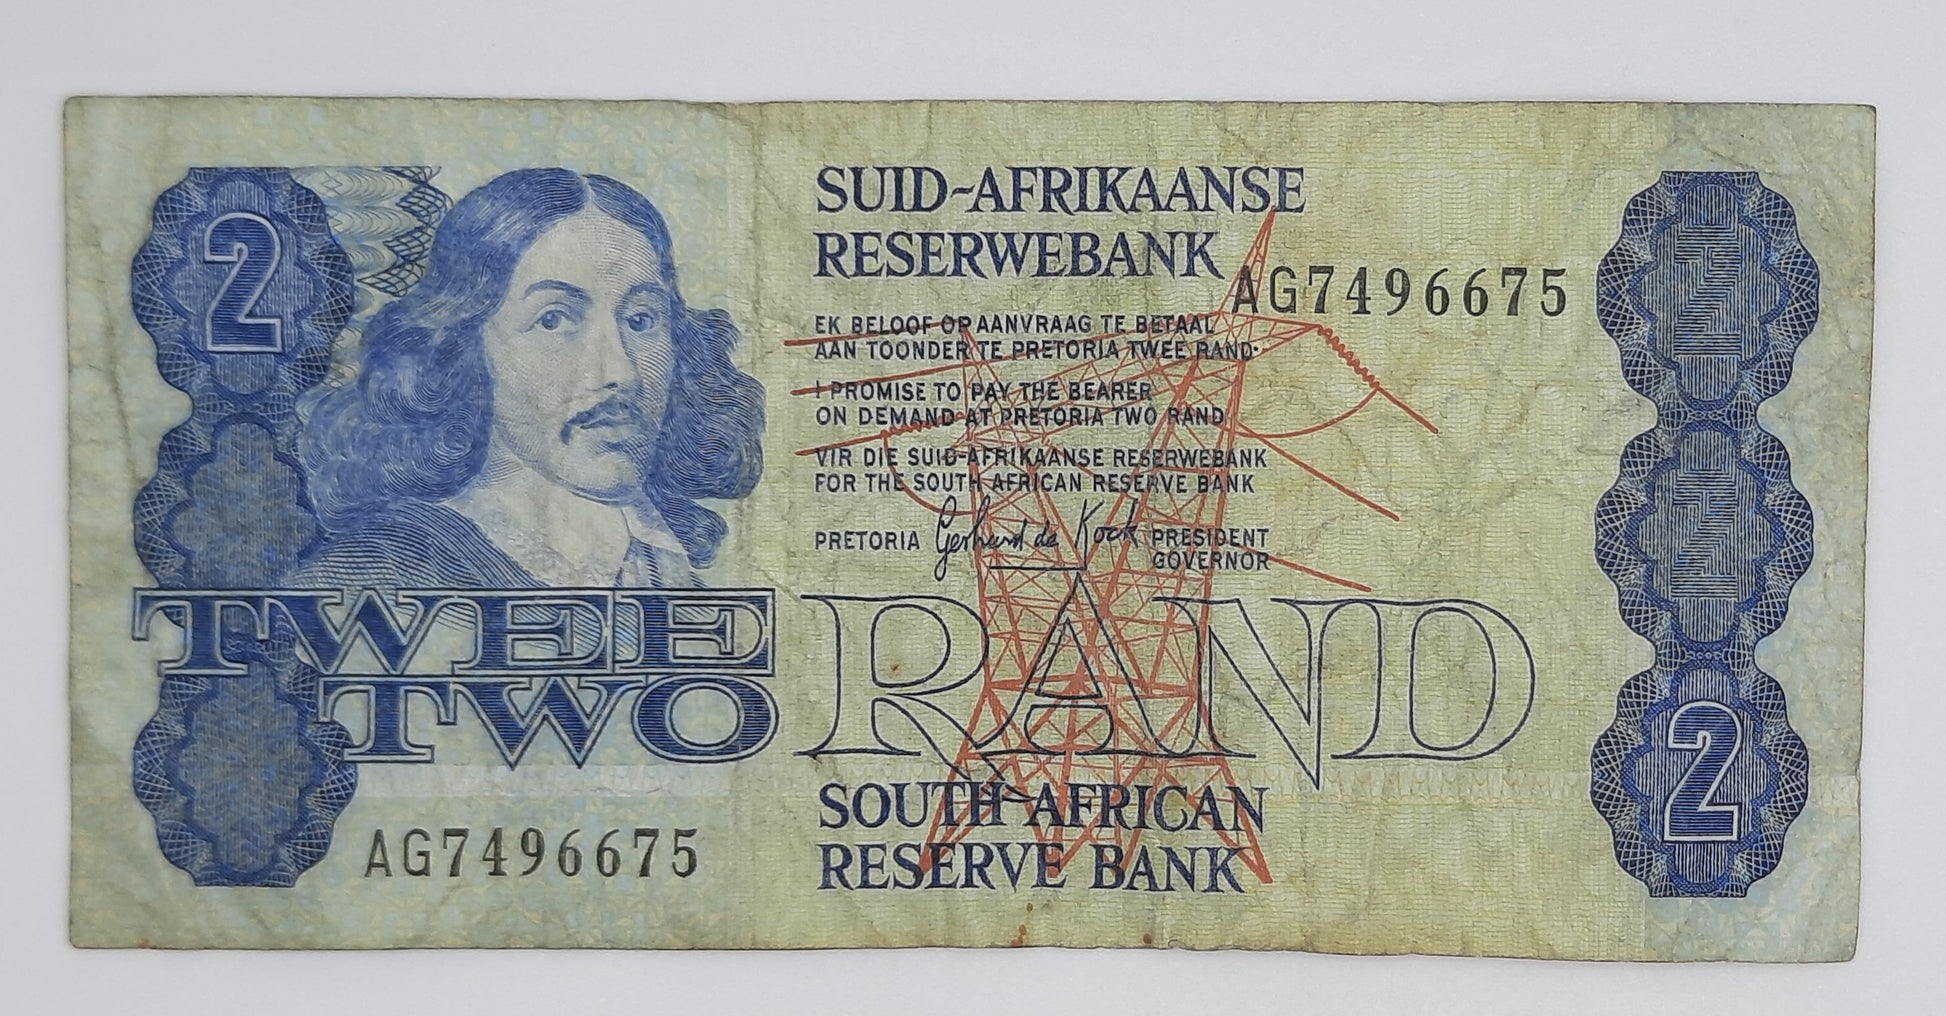 2
SUID-AFRIKAANSE
RESERWEBANK
AG7496675
EK BELOOF OP AANVRAAG TE BETAAL
AAN TOONDER TE PRETORIA TWEE RAND·
I PROMISE TO PAY THE BEARER
ON DEMAND AT PRETORIA TWO RAND
VIR DIE SUID-AFRIKAANSE RESERWEBANK
FOR THE SOUTH AFRICAN RESERVE BANK
PRETORIA Gerhard de Kock PRESIDENT
GOVERNOR
TWEE
TWO
RAND
SOUTH-AFRICAN
RESERVE BANK
AG7496675
2